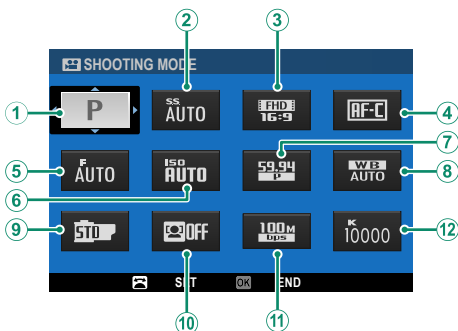 SHOOTING MODE
1
2
3
4
P
S.S. AUTO
FHD 16:9
AF-C
5
6
7
8
F AUTO
ISO AUTO
59.94 P
WB AUTO
9
10
11
12
STD
OFF
100M bps
K 10000
SET OK END